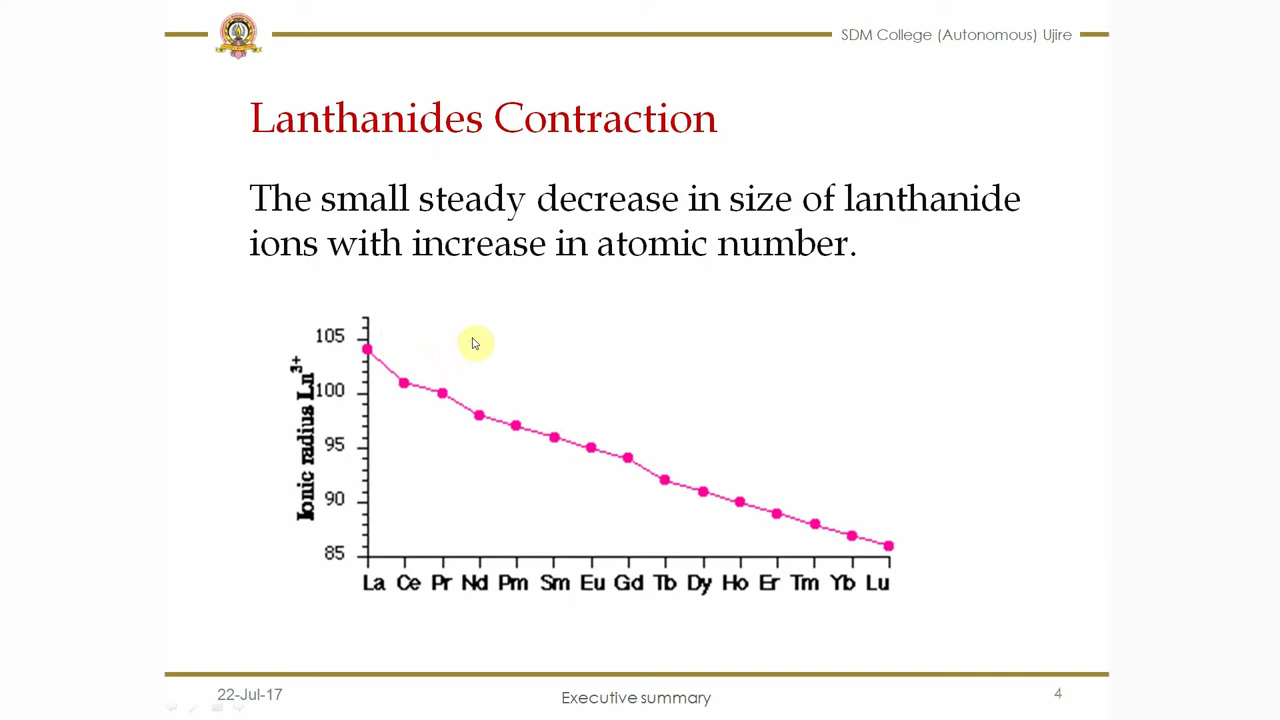 SDM College (Autonomous) Ujire
Lanthanides Contraction
The small steady decrease in size of lanthanide
ions with increase in atomic number.
Ionic radius Ln3+
105
100
95
90
85
La Ce Pr Nd Pm Sm Eu Gd Tb Dy Ho Er Tm Yb Lu
22-Jul-17
Executive summary
4